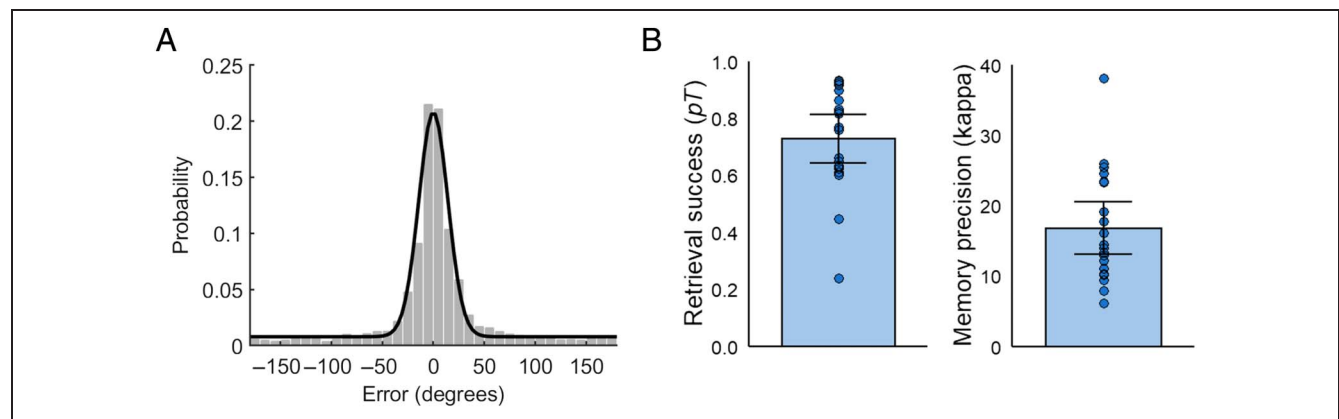 A
0.25
0.2
0.15
0.1
0.05
0
Probability
−150 −100 −50 0 50 100 150
Error (degrees)
B
1.0
0.8
0.6
0.4
0.2
0.0
Retrieval success (pT)
40
30
20
10
0
Memory precision (kappa)